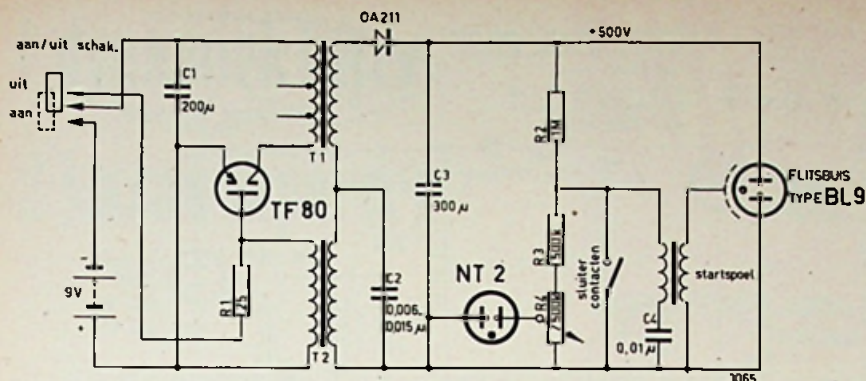 OA211
aan/uit schak.
+500V
uit
C1
200µ
aan
R2
1M
T1
FLITSBUIS
TYPE BL9
TF80
C3
300µ
R3
500k
sluiter
contacten
startspoel
NT 2
9V
R1
25
C2
0,006-
0,015µ
R4
500k
C4
0,01µ
T2
1065